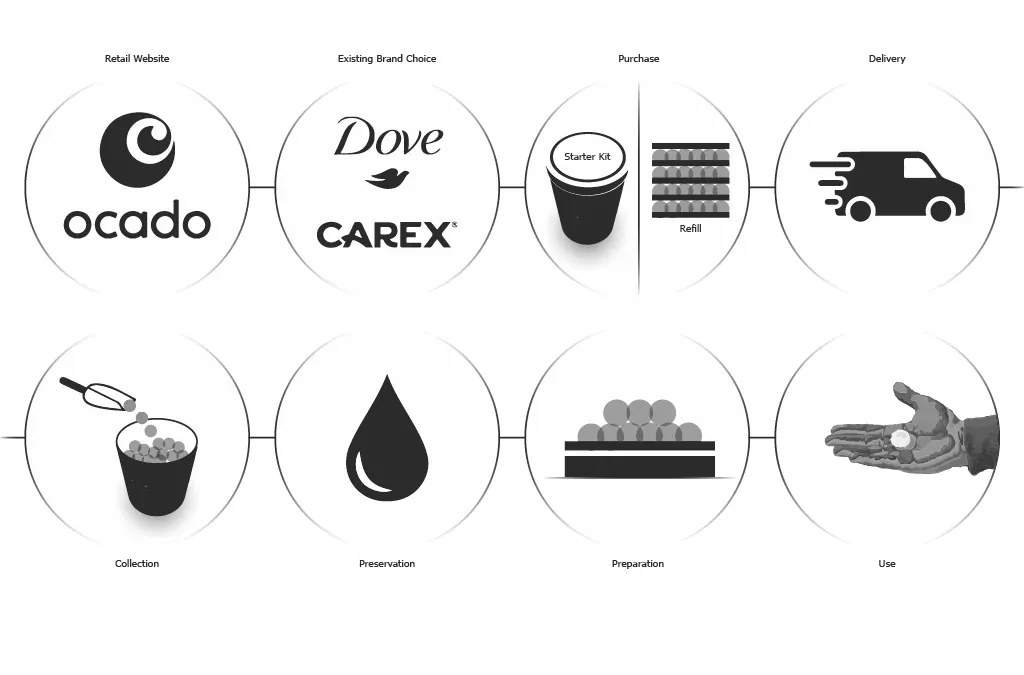 Retail Website
Existing Brand Choice
Purchase
Delivery
ocado
Dove
CAREX®
Starter Kit
Refill
Collection
Preservation
Preparation
Use